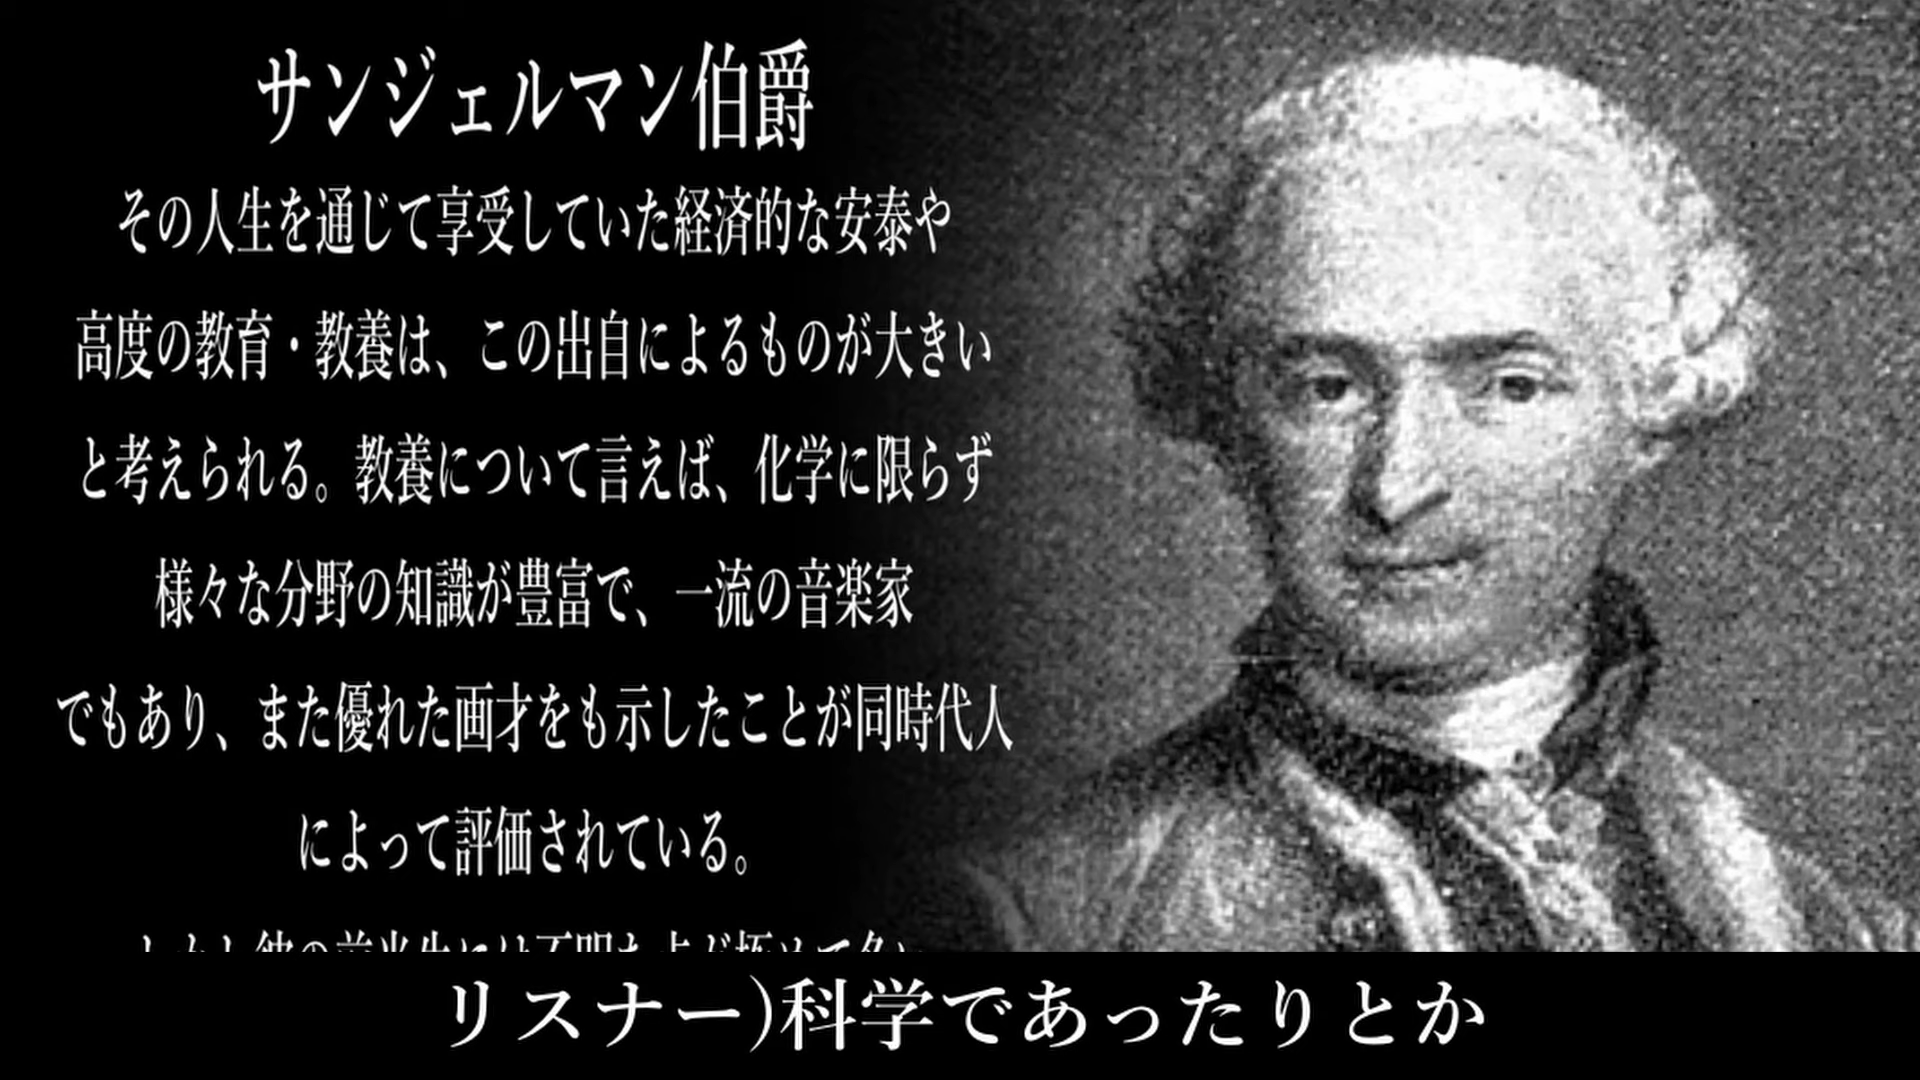 サンジェルマン伯爵
その人生を通じて享受していた経済的な安泰や
高度の教育・教養は、この出自によるものが大きい
と考えられる。教養について言えば、化学に限らず
様々な分野の知識が豊富で、一流の音楽家
でもあり、また優れた画才をも示したことが同時代人
によって評価されている。
リスナー)科学であったりとか